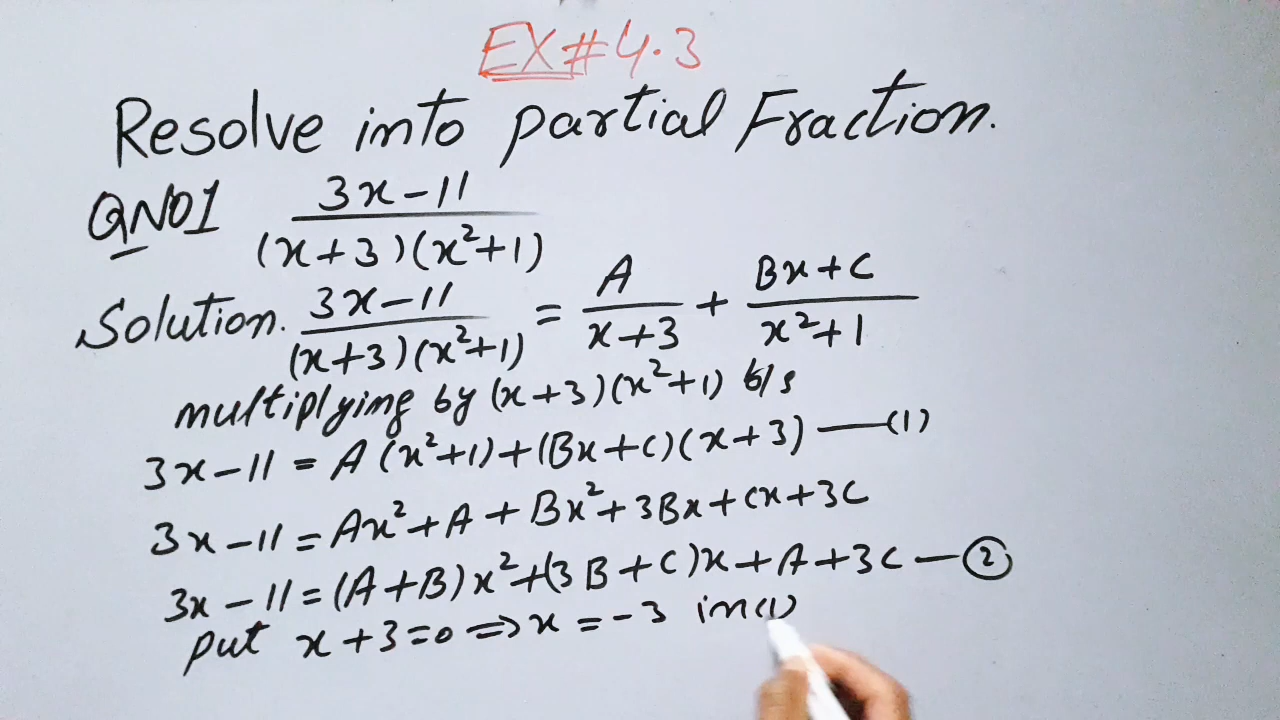 EX#4.3
Resolve into partial Fraction.
QNO1 (3x-11)/((x+3)(x²+1))
Solution. (3x-11)/((x+3)(x²+1)) = A/(x+3) + (Bx+C)/(x²+1)
multiplying by (x+3)(x²+1) b/s
3x-11 = A(x²+1)+(Bx+C)(x+3) —(1)
3x-11 = Ax²+A+Bx²+3Bx+Cx+3C
3x-11 = (A+B)x²+(3B+C)x+A+3C —②
put x+3=0 ⇒ x=-3 in(1)